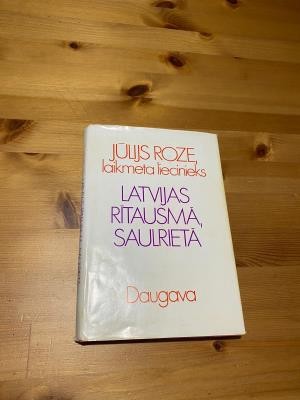 JŪLIJS ROZE,
laikmeta liecinieks
LATVIJAS
RĪTAUSMĀ,
SAULRIETĀ
Daugava